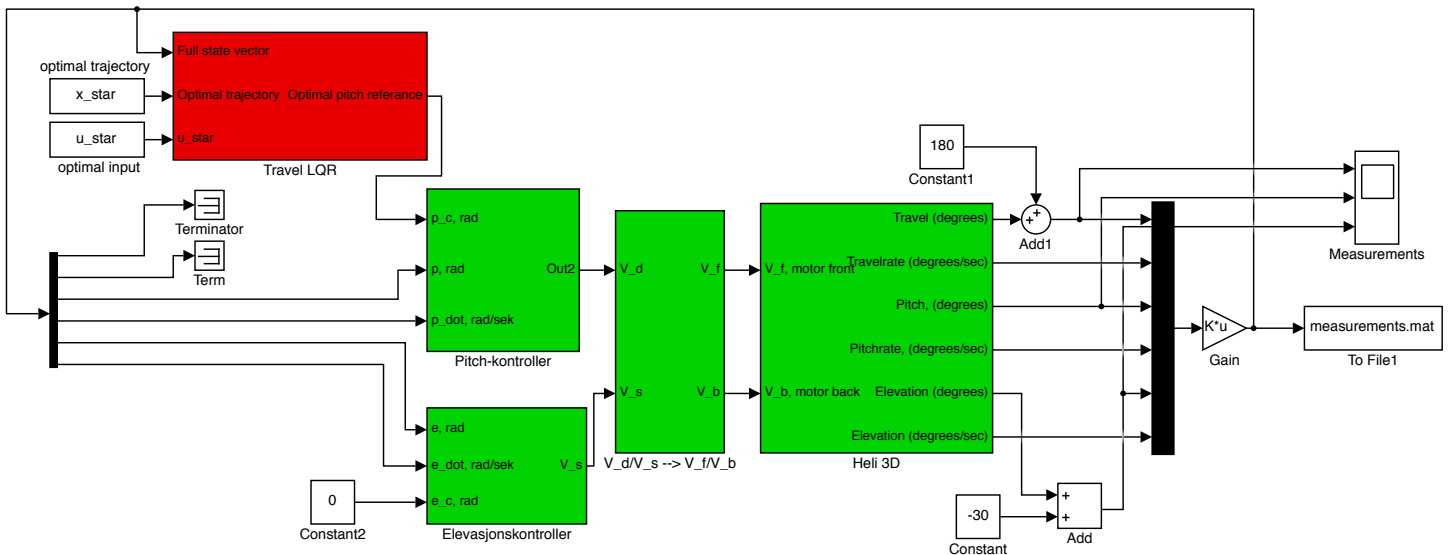 Full state vector
optimal trajectory
x_star
Optimal trajectory
Optimal pitch referance
u_star
u_star
optimal input
Travel LQR
180
Constant1
Terminator
Term
p_c, rad
p, rad
Out2
p_dot, rad/sek
Pitch-kontroller
V_d
V_f
V_s
V_b
V_d/V_s --> V_f/V_b
Travel (degrees)
V_f, motor front
Travelrate (degrees/sec)
Pitch, (degrees)
Pitchrate, (degrees/sec)
V_b, motor back
Elevation (degrees)
Elevation (degrees/sec)
Heli 3D
+
+
Add1
Measurements
K*u
Gain
measurements.mat
To File1
e, rad
e_dot, rad/sek
V_s
e_c, rad
Elevasjonskontroller
0
Constant2
-30
Constant
+
+
Add